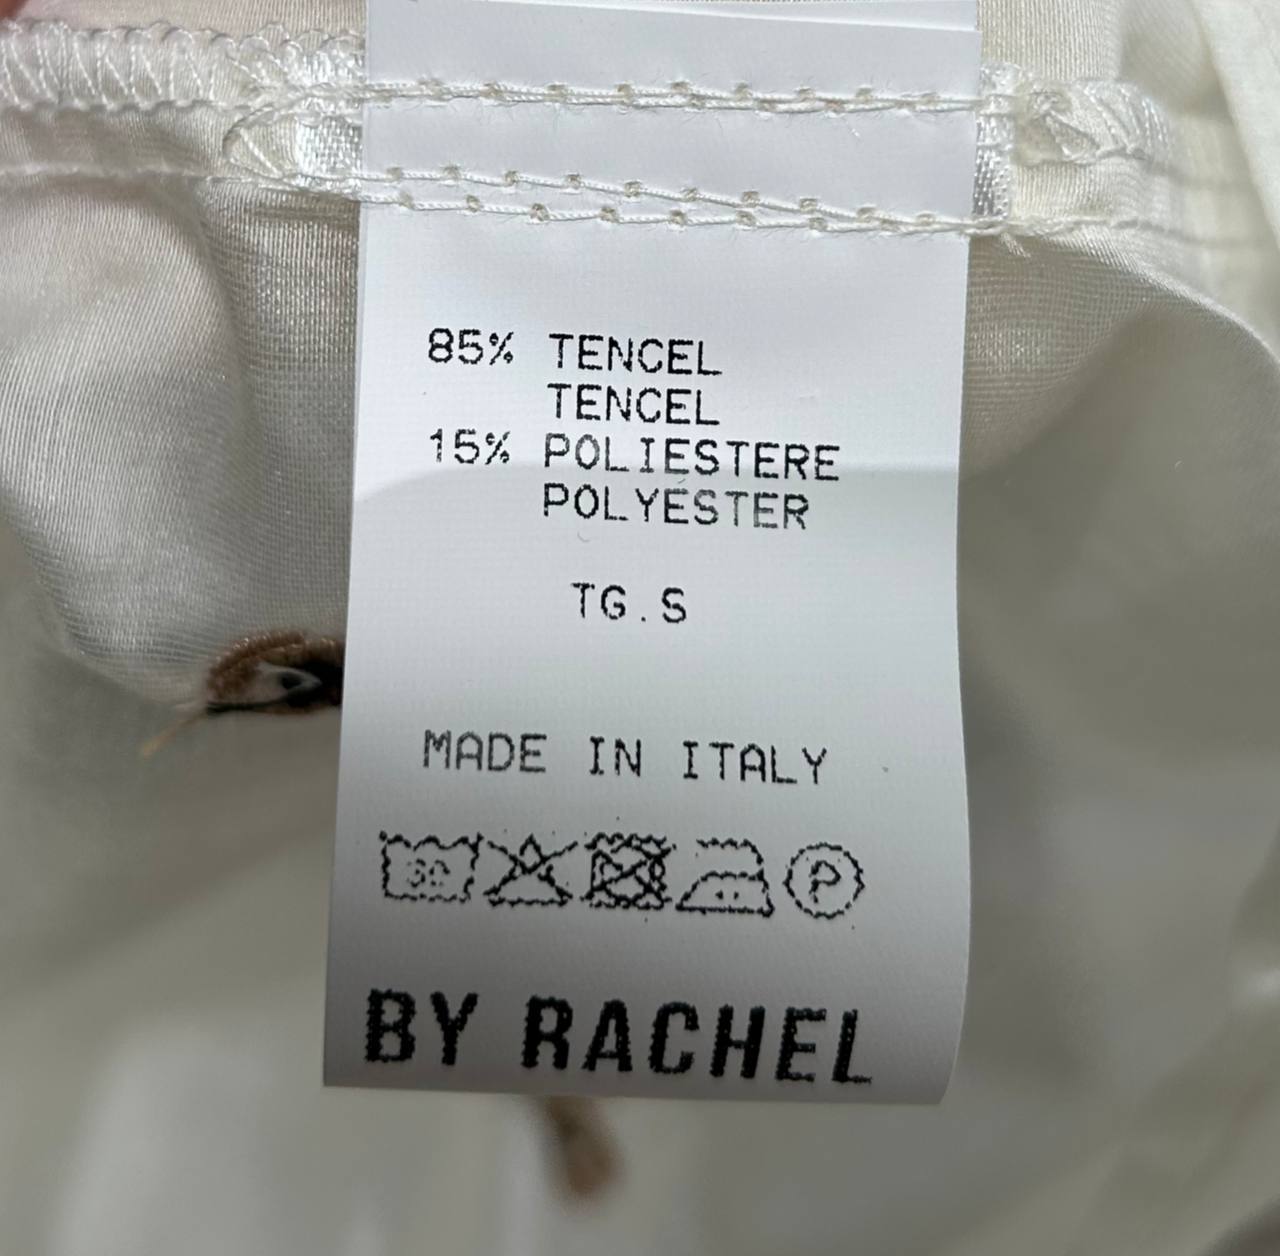 85% TENCEL
TENCEL
15% POLIESTERE
POLYESTER
TG.S
MADE IN ITALY
30
P
BY RACHEL